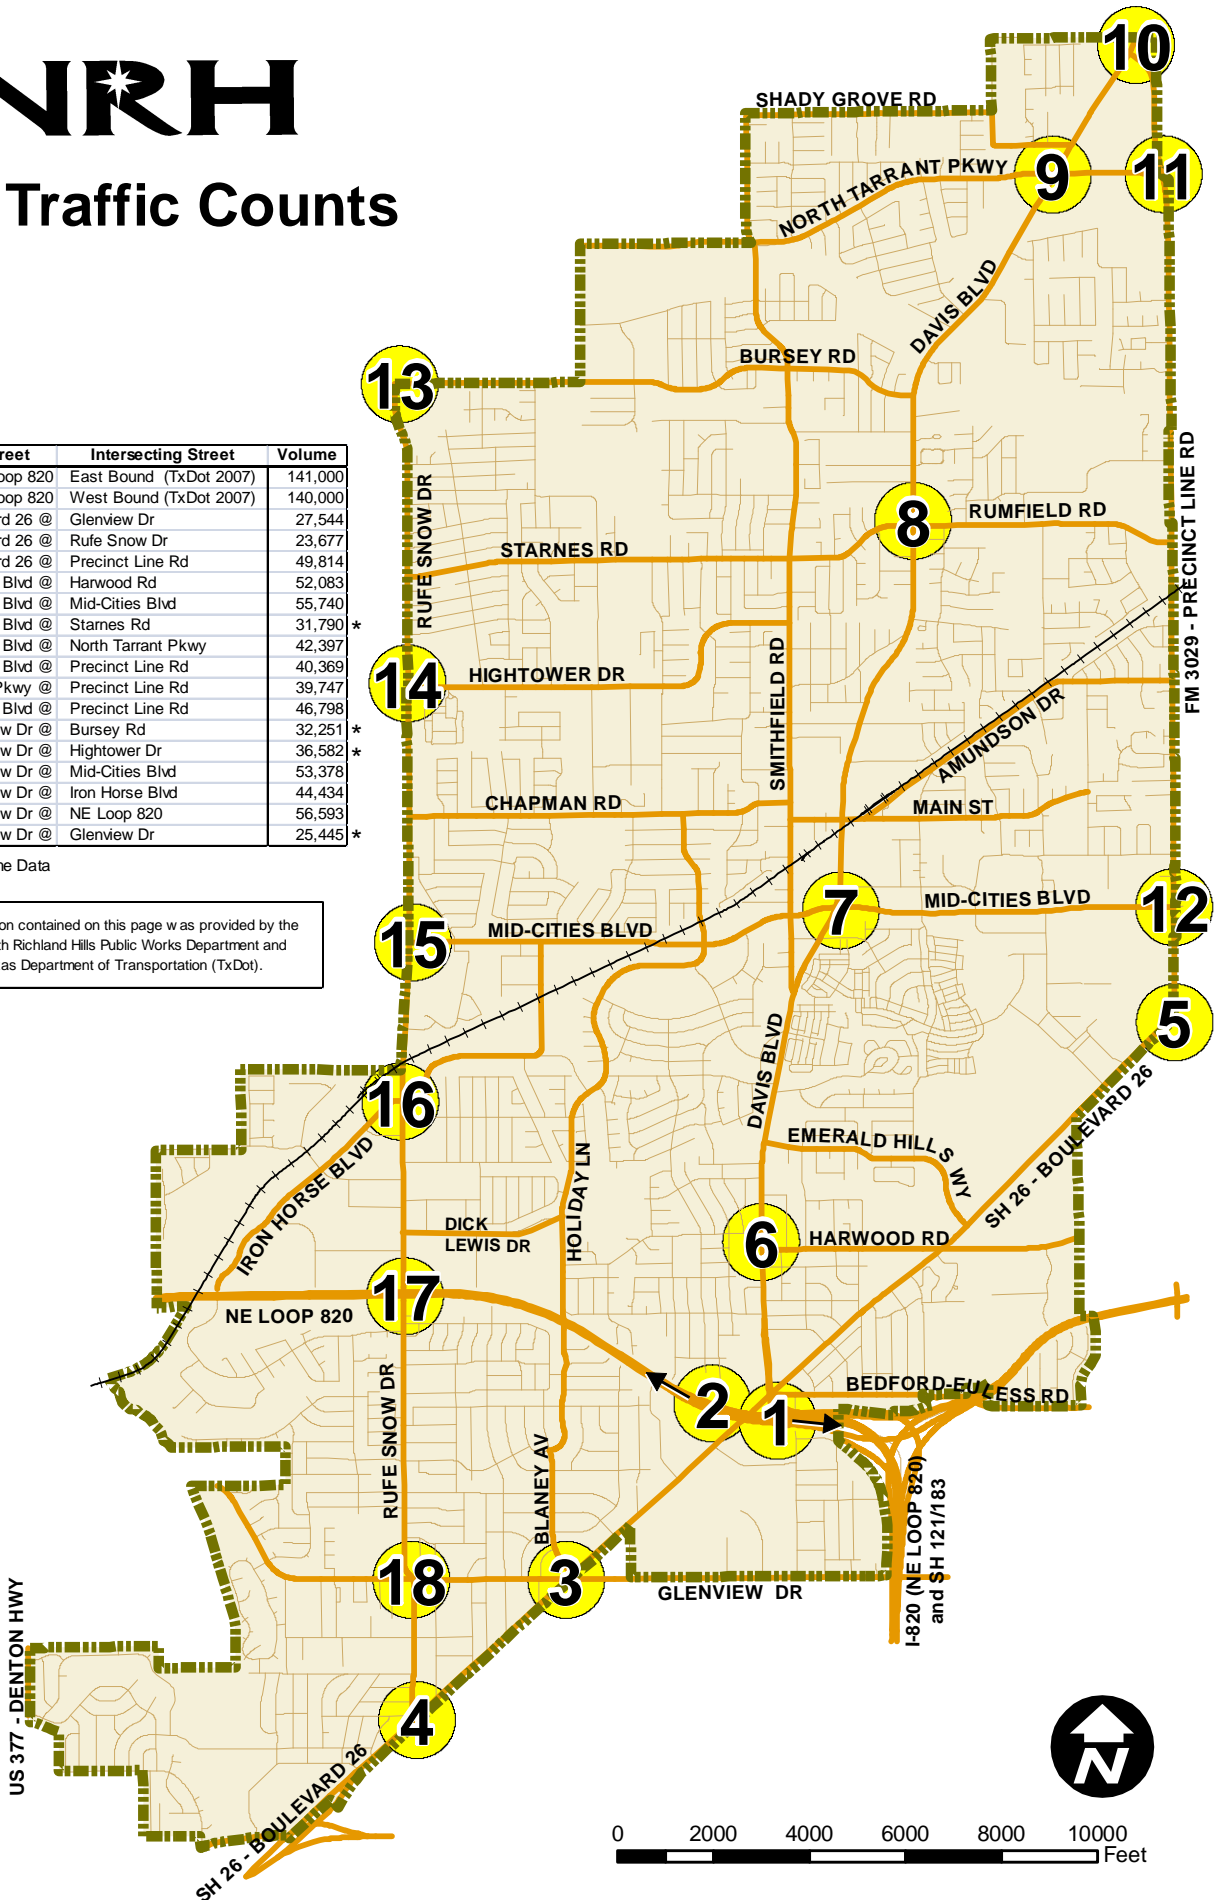 NRH
Traffic Counts
reet Intersecting Street Volume
oop 820 East Bound (TxDot 2007) 141,000
oop 820 West Bound (TxDot 2007) 140,000
rd 26 @ Glenview Dr 27,544
rd 26 @ Rufe Snow Dr 23,677
rd 26 @ Precinct Line Rd 49,814
Blvd @ Harwood Rd 52,083
Blvd @ Mid-Cities Blvd 55,740
Blvd @ Starnes Rd 31,790 *
Blvd @ North Tarrant Pkwy 42,397
Blvd @ Precinct Line Rd 40,369
Pkwy @ Precinct Line Rd 39,747
Blvd @ Precinct Line Rd 46,798
w Dr @ Bursey Rd 32,251 *
w Dr @ Hightower Dr 36,582 *
w Dr @ Mid-Cities Blvd 53,378
w Dr @ Iron Horse Blvd 44,434
w Dr @ NE Loop 820 56,593
w Dr @ Glenview Dr 25,445 *
ne Data
on contained on this page was provided by the
th Richland Hills Public Works Department and
as Department of Transportation (TxDot).
10
SHADY GROVE RD
9
11
NORTH TARRANT PKWY
DAVIS BLVD
BURSEY RD
13
RUFE SNOW DR
FM 3029 - PRECINCT LINE RD
8
RUMFIELD RD
STARNES RD
14
HIGHTOWER DR
SMITHFIELD RD
AMUNDSON DR
CHAPMAN RD
MAIN ST
7
MID-CITIES BLVD
12
15
MID-CITIES BLVD
5
DAVIS BLVD
16
EMERALD HILLS WY
SH 26 - BOULEVARD 26
IRON HORSE BLVD
HOLIDAY LN
DICK
LEWIS DR
6
HARWOOD RD
17
NE LOOP 820
RUFE SNOW DR
2
1
BEDFORD-EULESS RD
BLANEY AV
I-820 (NE LOOP 820)
and SH 121/183
18
3
GLENVIEW DR
US 377 - DENTON HWY
4
SH 26 - BOULEVARD 26
N
0 2000 4000 6000 8000 10000
Feet